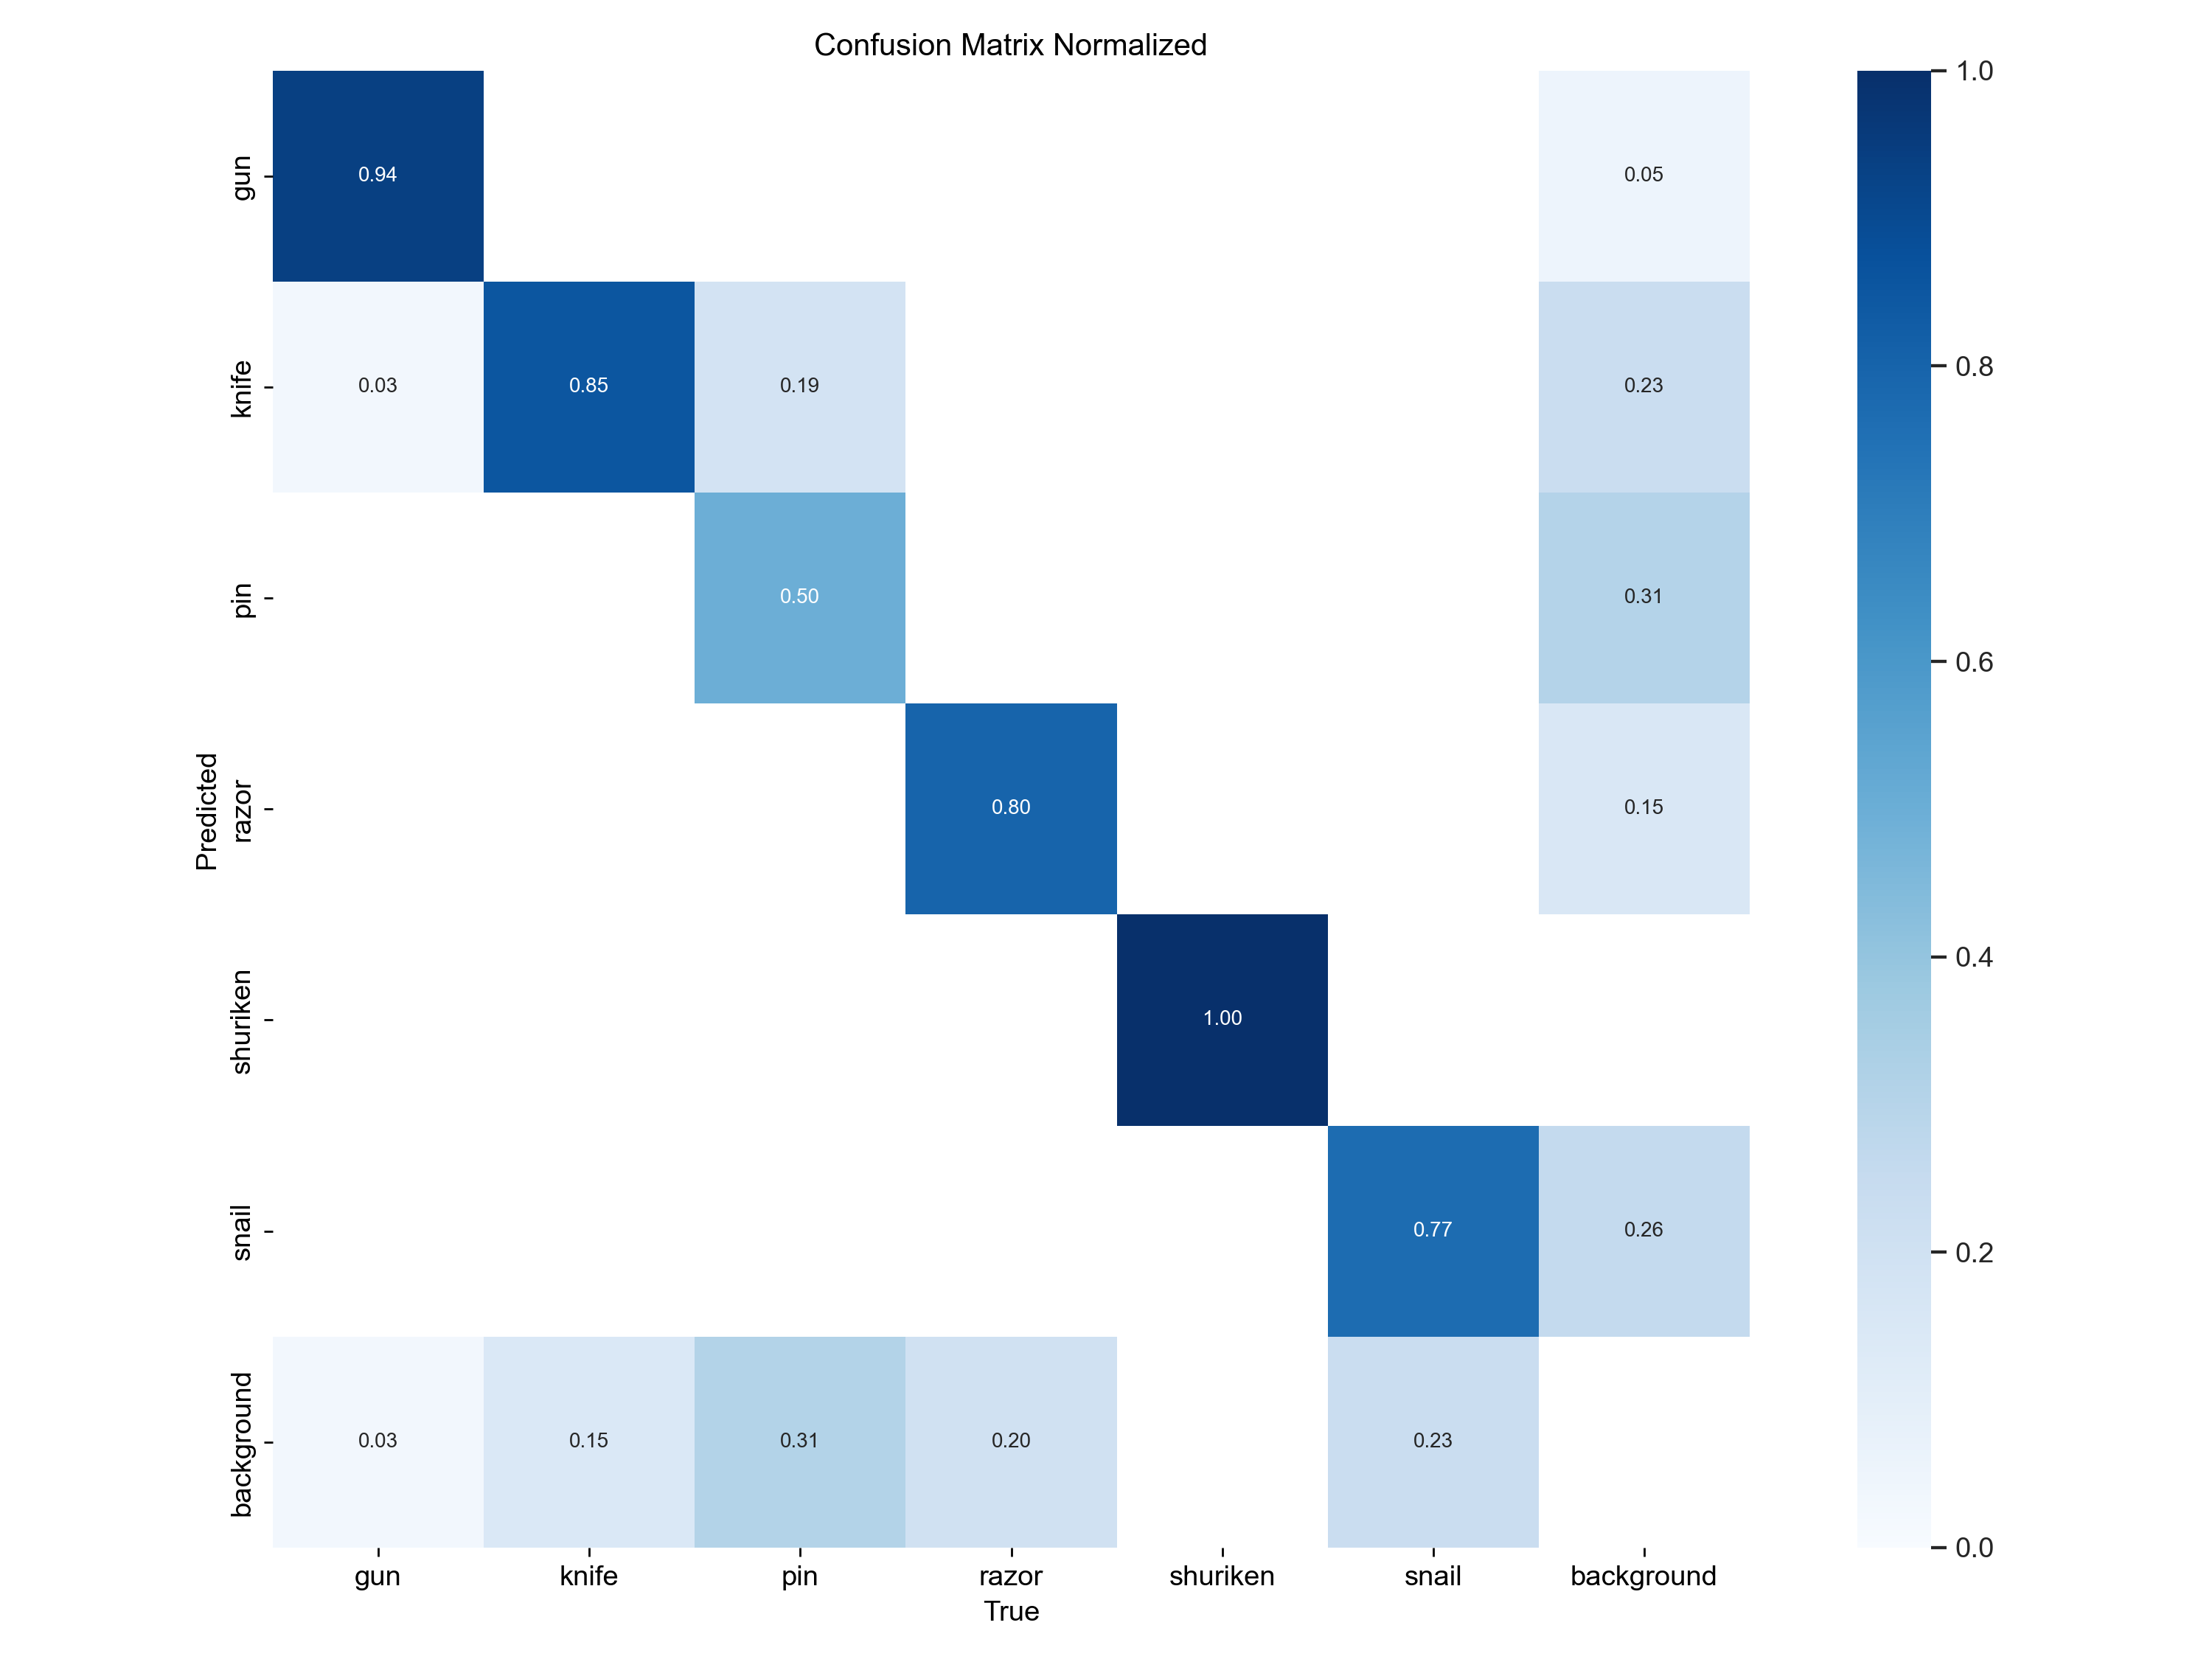 Confusion Matrix Normalized
1.0
gun
0.94
0.05
knife
0.03
0.85
0.19
0.23
0.8
pin
0.50
0.31
0.6
Predicted
razor
0.80
0.15
shuriken
1.00
0.4
snail
0.77
0.26
0.2
background
0.03
0.15
0.31
0.20
0.23
0.0
gun
knife
pin
razor
shuriken
snail
background
True